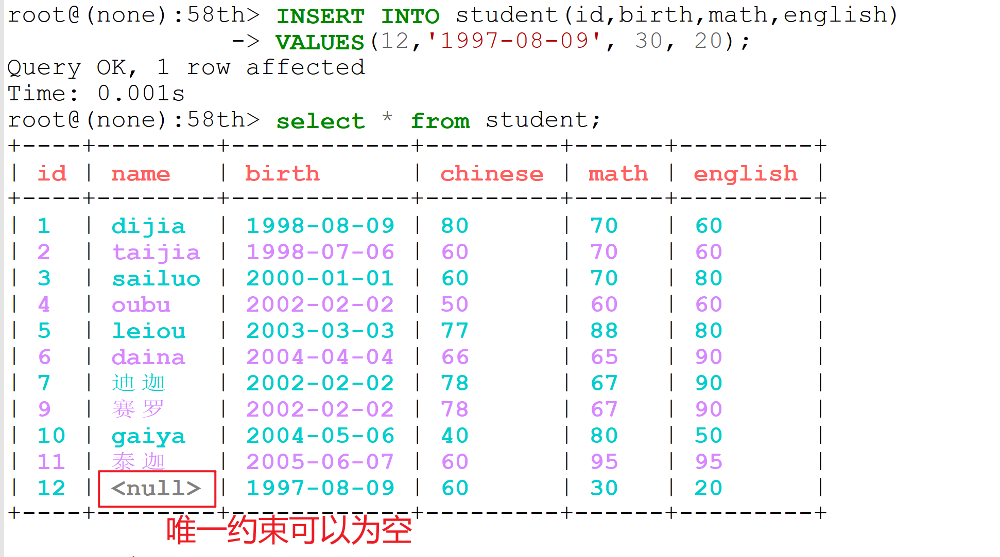 root@(none):58th> INSERT INTO student(id,birth,math,english)
-> VALUES(12,'1997-08-09', 30, 20);
Query OK, 1 row affected
Time: 0.001s
root@(none):58th> select * from student;
+----+--------+------------+---------+------+---------+
| id | name | birth | chinese | math | english |
+----+--------+------------+---------+------+---------+
| 1 | dijia | 1998-08-09 | 80 | 70 | 60 |
| 2 | taijia | 1998-07-06 | 60 | 70 | 60 |
| 3 | sailuo | 2000-01-01 | 60 | 70 | 80 |
| 4 | oubu | 2002-02-02 | 50 | 60 | 60 |
| 5 | leiou | 2003-03-03 | 77 | 88 | 80 |
| 6 | daina | 2004-04-04 | 66 | 65 | 90 |
| 7 | 迪迦 | 2002-02-02 | 78 | 67 | 90 |
| 9 | 赛罗 | 2002-02-02 | 78 | 67 | 90 |
| 10 | gaiya | 2004-05-06 | 40 | 80 | 50 |
| 11 | 泰迦 | 2005-06-07 | 60 | 95 | 95 |
| 12 | <null> | 1997-08-09 | 60 | 30 | 20 |
+----+--------+------------+---------+------+---------+
唯一约束可以为空